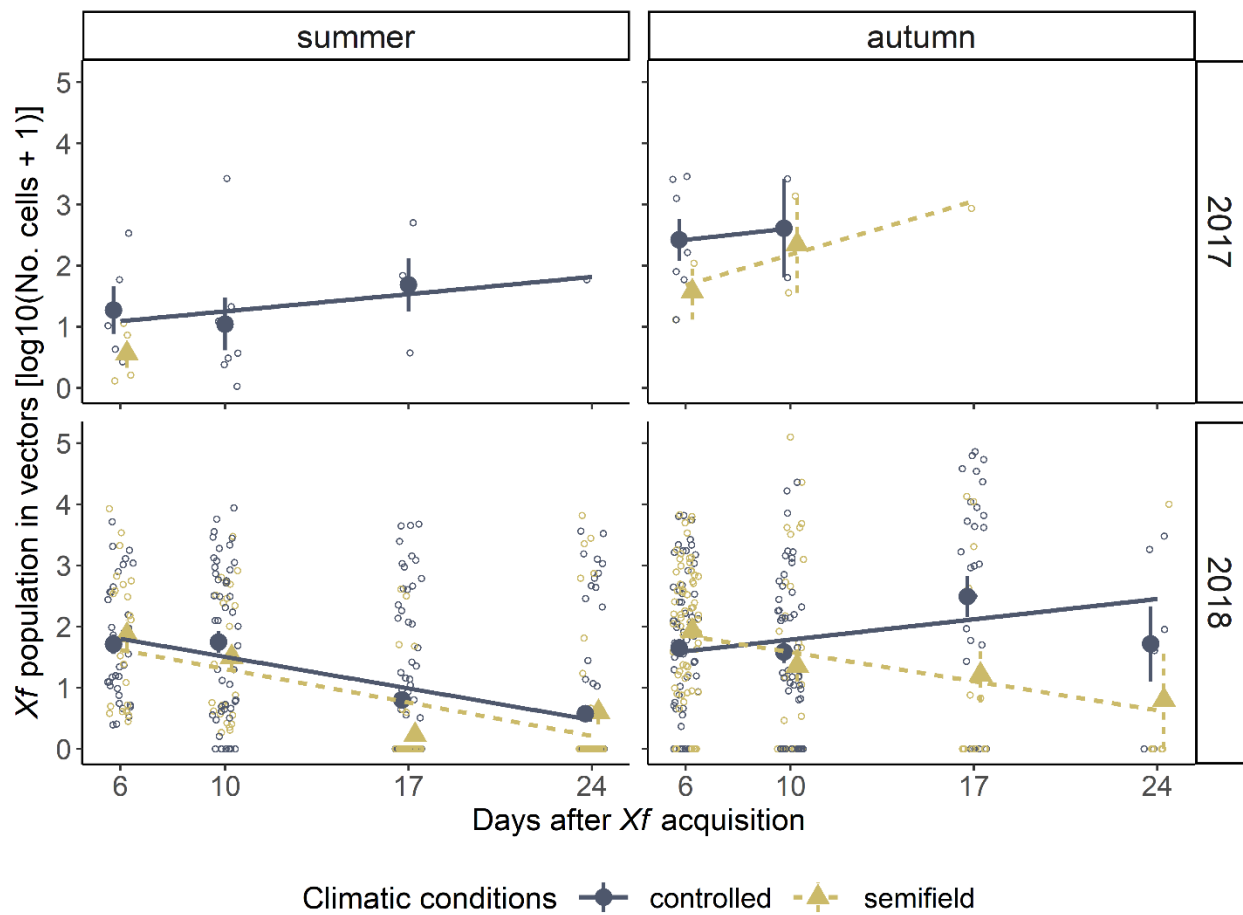 summer autumn
5
4
3
2
1
0
2017
5
4
3
2
1
0
2018
6 10 17 24 6 10 17 24
Xf population in vectors [log10(No. cells + 1)]
Days after Xf acquisition
Climatic conditions controlled semifield